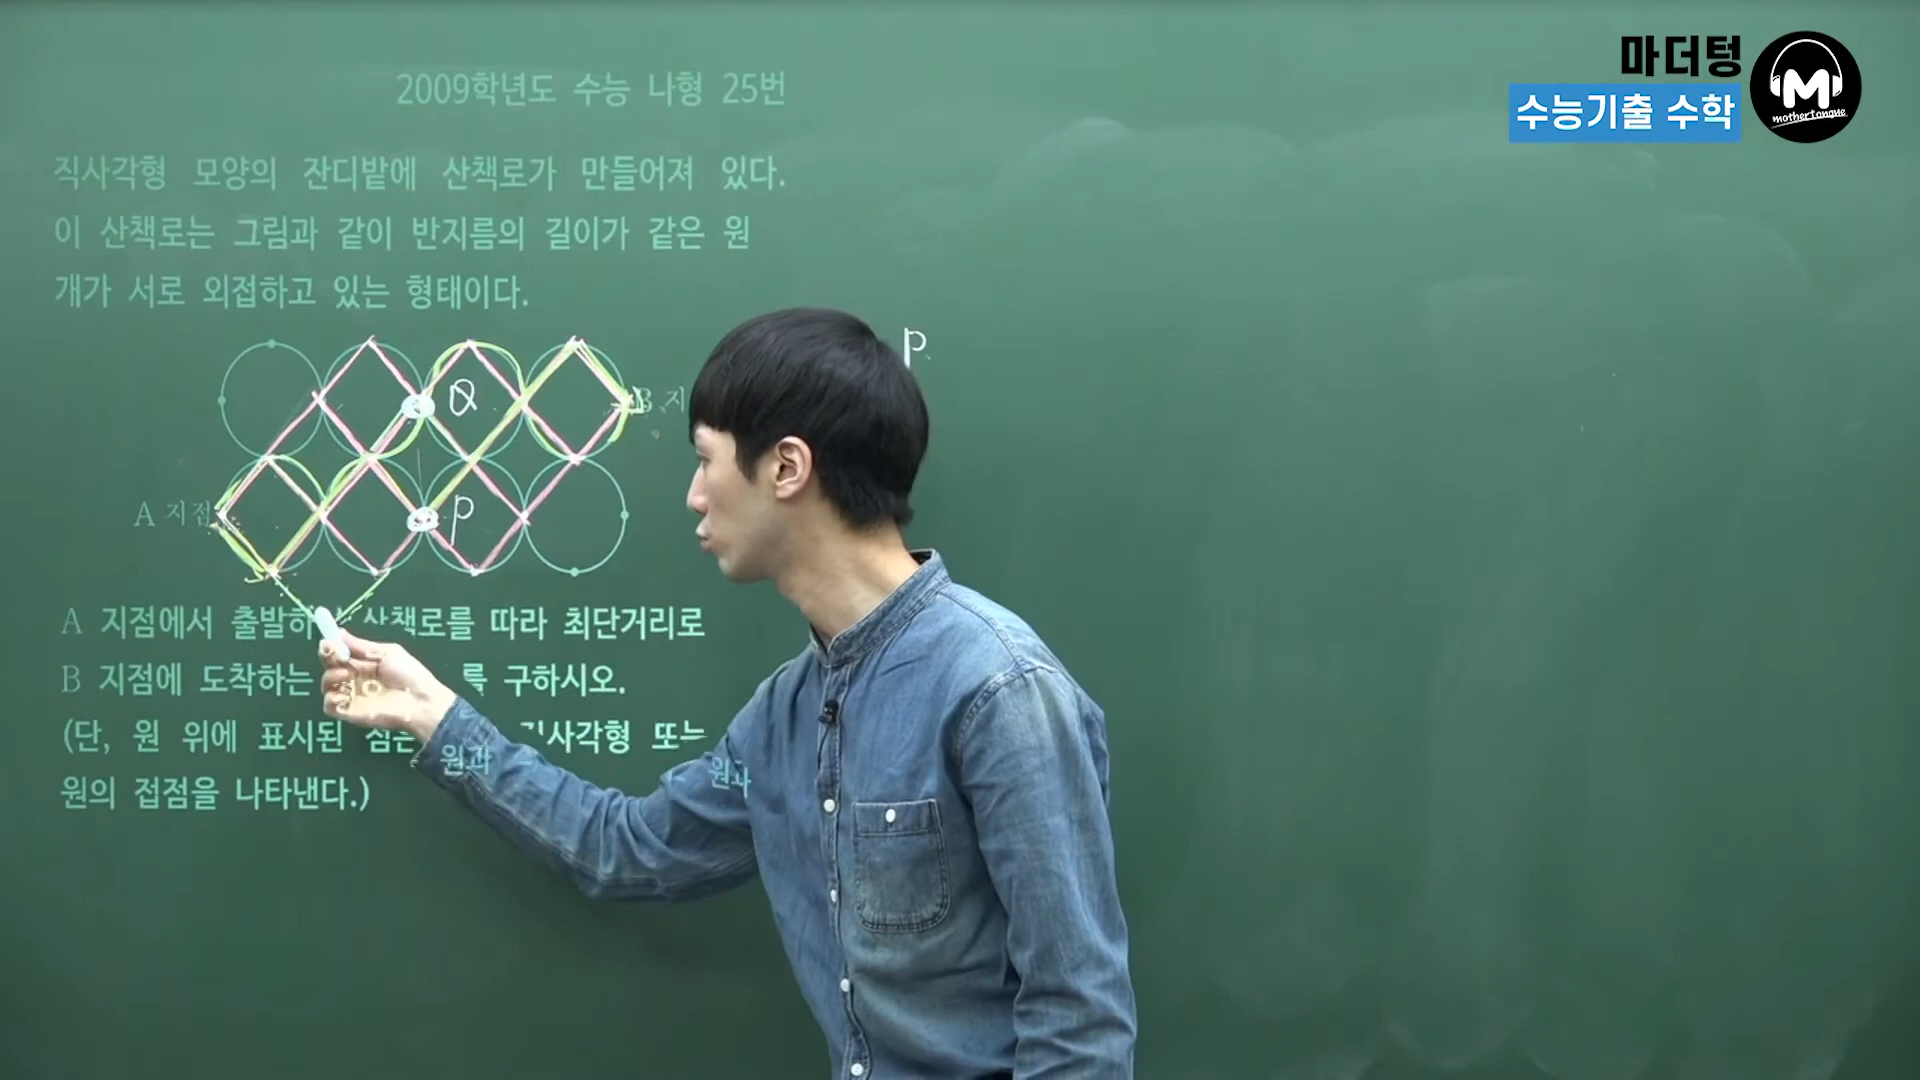 마더텅
수능기출 수학
M
mothertongue
2009학년도 수능 나형 25번
직사각형 모양의 잔디밭에 산책로가 만들어져 있다.
이 산책로는 그림과 같이 반지름의 길이가 같은 원
개가 서로 외접하고 있는 형태이다.
P
Q
B 지
A 지점
P
A 지점에서 출발하 산책로를 따라 최단거리로
B 지점에 도착하는 를 구하시오.
(단, 원 위에 표시된 점은 원과 직사각형 또는
원과
원의 접점을 나타낸다.)